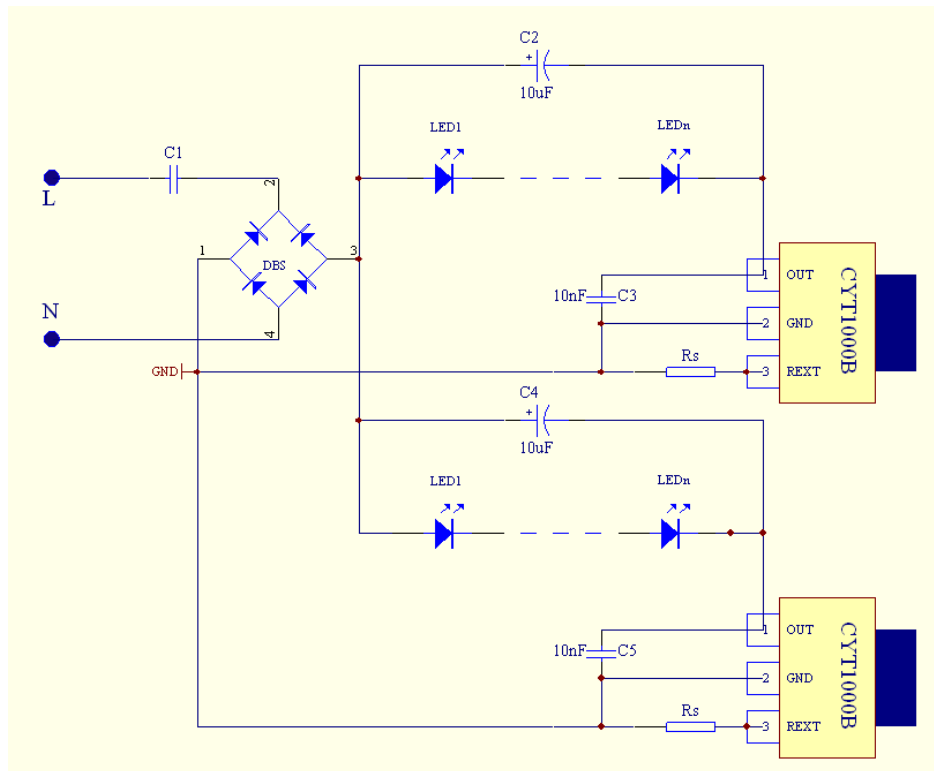 C2
+
10uF
LED1
LEDn
C1
L
2
1
DBS
3
N
4
10nF
C3
1
OUT
2
GND
3
REXT
CYT1000B
GND
Rs
C4
+
10uF
LED1
LEDn
10nF
C5
1
OUT
2
GND
3
REXT
CYT1000B
Rs